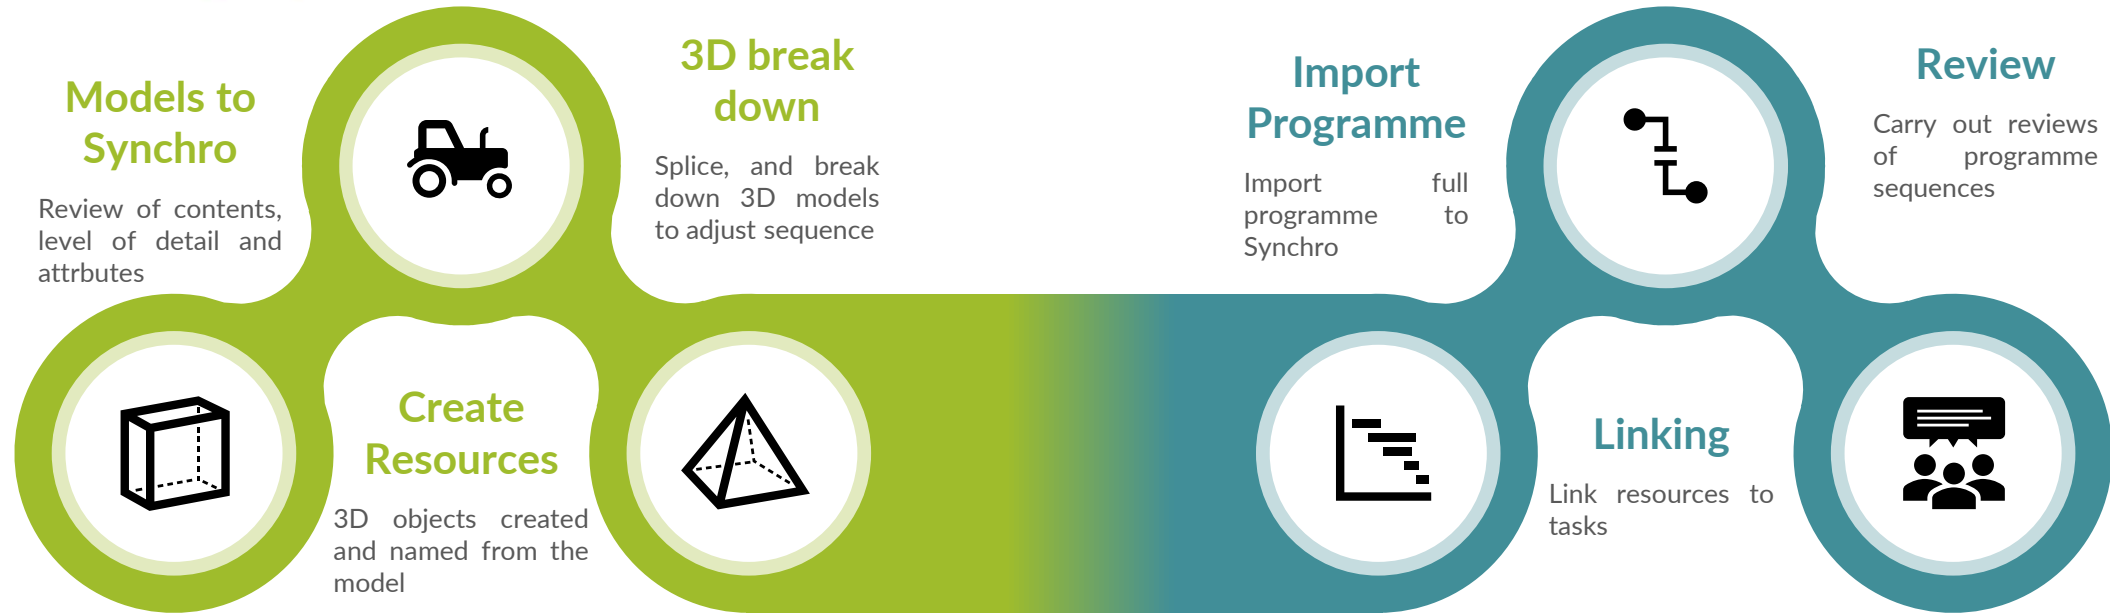 Models to
Synchro
Review of contents,
level of detail and
attrbutes
Create
Resources
3D objects created
and named from the
model
3D break
down
Splice, and break
down 3D models
to adjust sequence
Import
Programme
Import full
programme to
Synchro
Linking
Link resources to
tasks
Review
Carry out reviews
of programme
sequences